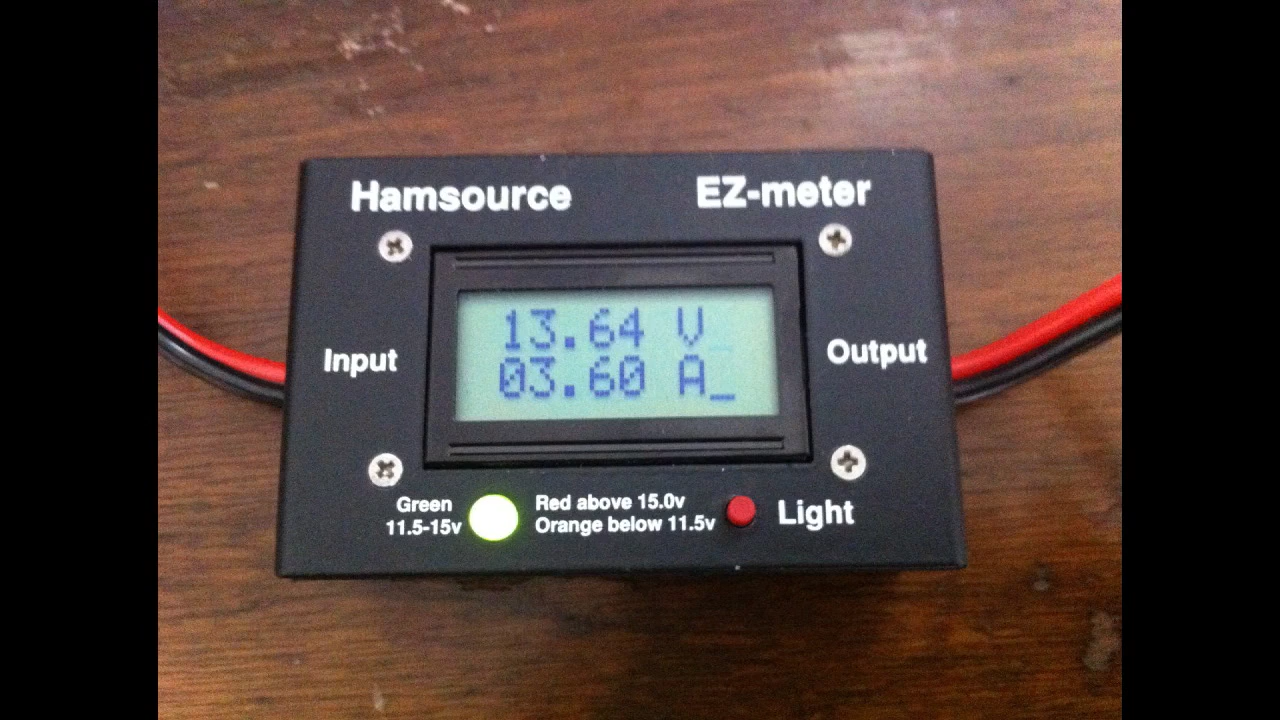 Hamsource EZ-meter
13.64 V
03.60 A_
Input
Output
Green
11.5-15v
Red above 15.0v
Orange below 11.5v
Light